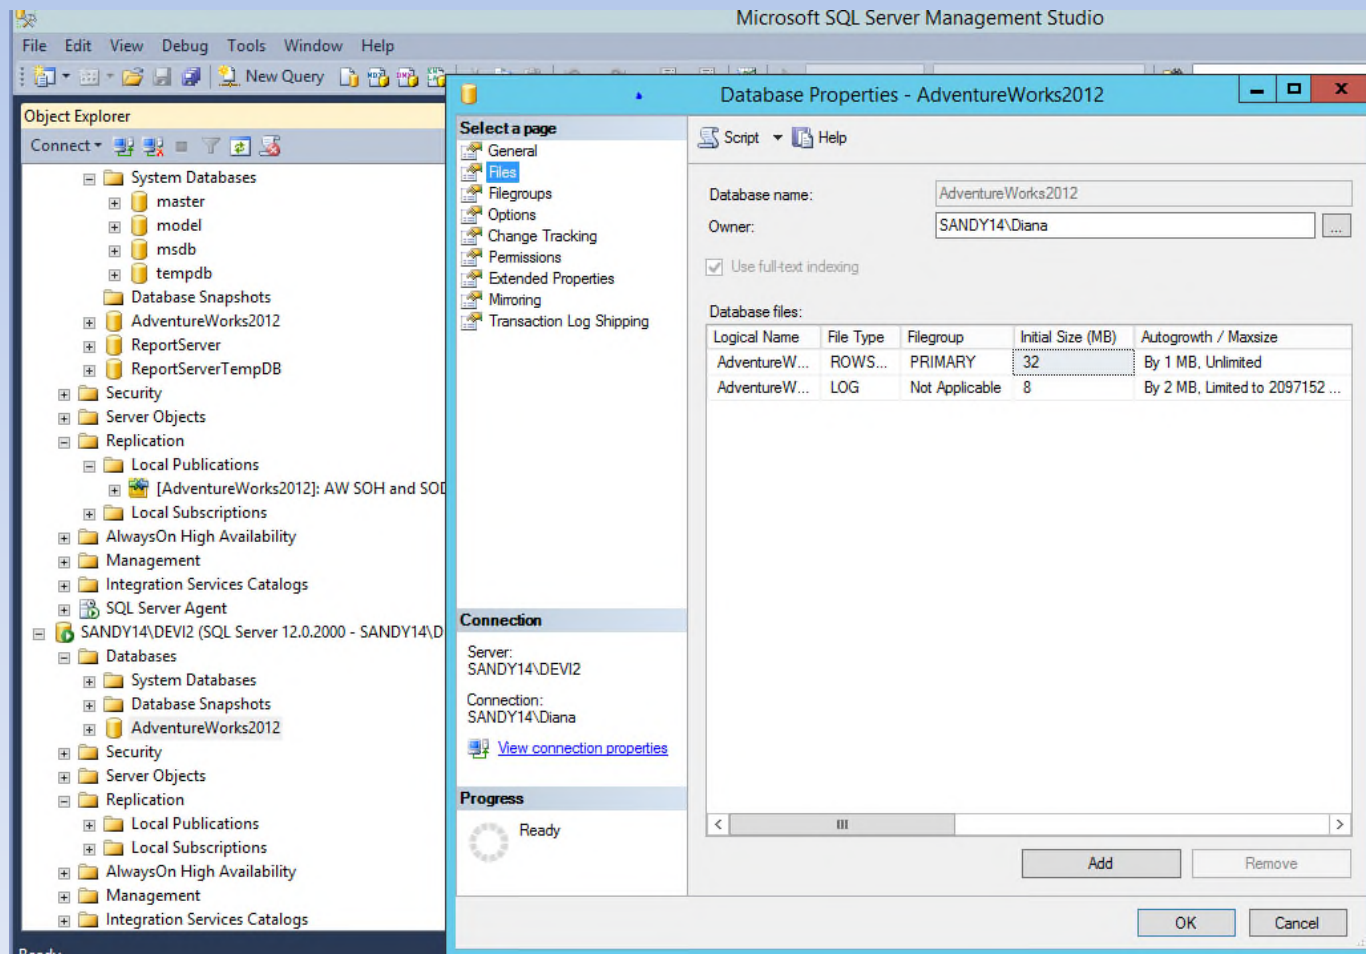 Microsoft SQL Server Management Studio
File Edit View Debug Tools Window Help
New Query
Object Explorer
Connect
System Databases
master
model
msdb
tempdb
Database Snapshots
AdventureWorks2012
ReportServer
ReportServerTempDB
Security
Server Objects
Replication
Local Publications
[AdventureWorks2012]: AW SOH and SOD
Local Subscriptions
AlwaysOn High Availability
Management
Integration Services Catalogs
SQL Server Agent
SANDY14\DEVI2 (SQL Server 12.0.2000 - SANDY14\D
Databases
System Databases
Database Snapshots
AdventureWorks2012
Security
Server Objects
Replication
Local Publications
Local Subscriptions
AlwaysOn High Availability
Management
Integration Services Catalogs
Ready
Database Properties - AdventureWorks2012
Select a page
General
Files
Filegroups
Options
Change Tracking
Permissions
Extended Properties
Mirroring
Transaction Log Shipping
Connection
Server:
SANDY14\DEVI2
Connection:
SANDY14\Diana
View connection properties
Progress
Ready
Script Help
Database name: AdventureWorks2012
Owner: SANDY14\Diana ...
Use full-text indexing
Database files:
Logical Name File Type Filegroup Initial Size (MB) Autogrowth / Maxsize
AdventureW... ROWS... PRIMARY 32 By 1 MB, Unlimited
AdventureW... LOG Not Applicable 8 By 2 MB, Limited to 2097152 ...
Add Remove
OK Cancel